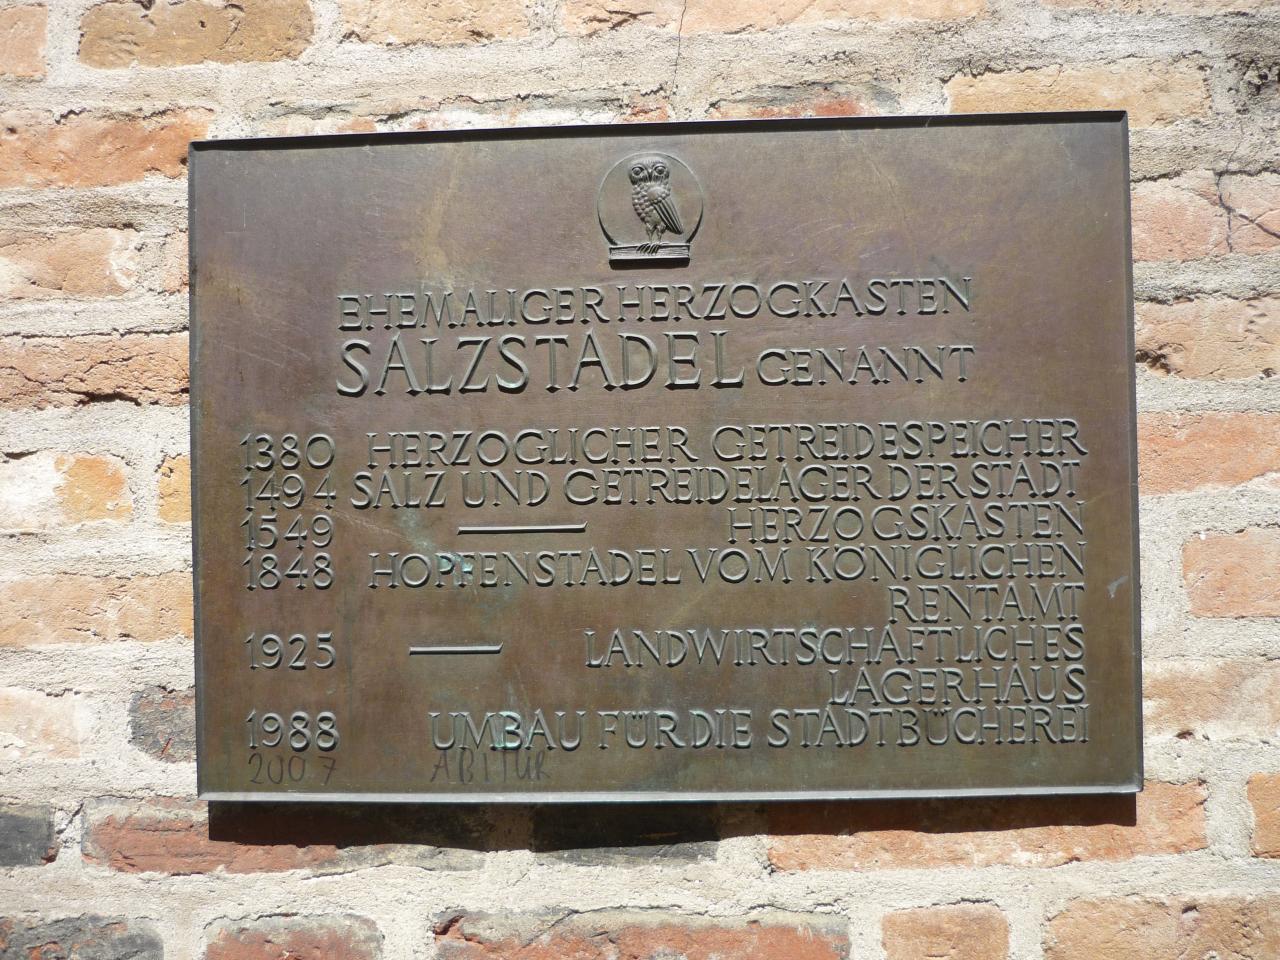 EHEMALIGER HERZOGKASTEN
SALZSTADEL GENANNT
1380 HERZOGLICHER GETREIDESPEICHER
1494 SALZ UND GETREIDELAGER DER STADT
1549 — HERZOGSKASTEN
1848 HOPFENSTADEL VOM KÖNIGLICHEN
RENTAMT
1925 — LANDWIRTSCHAFTLICHES
LAGERHAUS
1988 UMBAU FÜR DIE STADTBÜCHEREI
2007 ABITUR